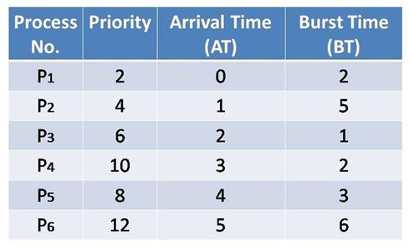 Process No. Priority Arrival Time (AT) Burst Time (BT)
P1 2 0 2
P2 4 1 5
P3 6 2 1
P4 10 3 2
P5 8 4 3
P6 12 5 6